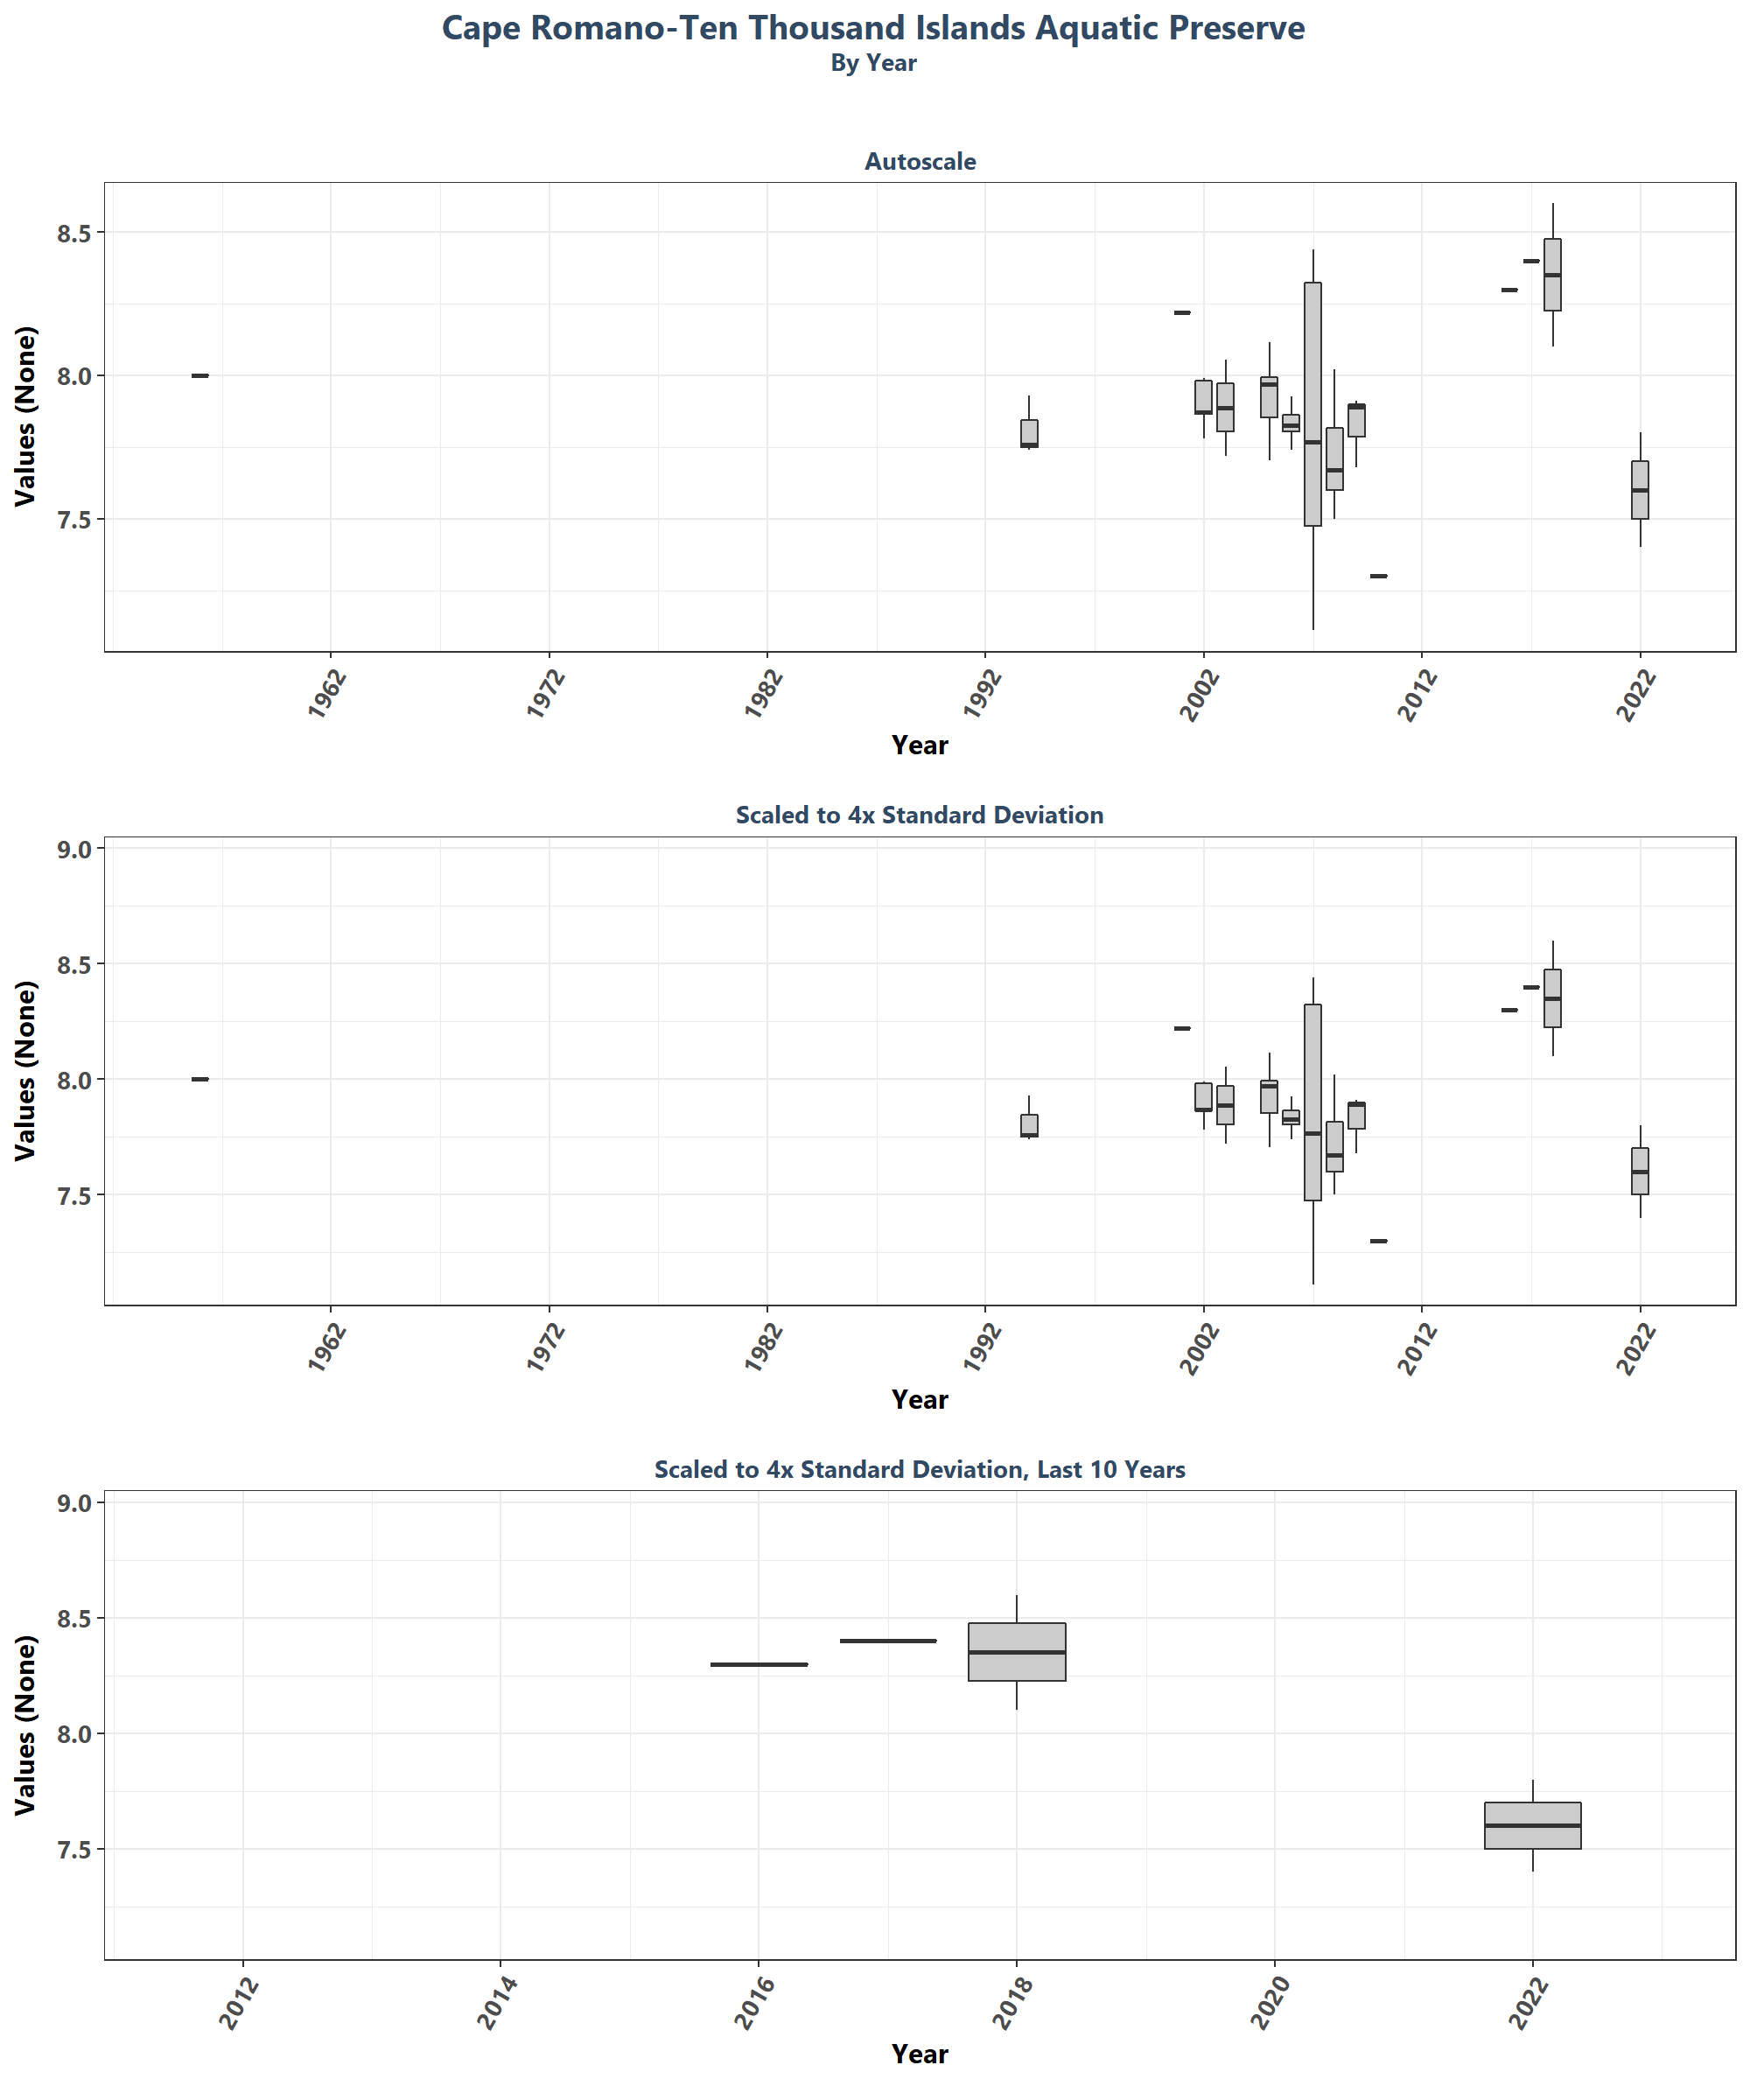 Cape Romano-Ten Thousand Islands Aquatic Preserve
By Year
Autoscale
8.5
8.0
7.5
Values (None)
1962 1972 1982 1992 2002 2012 2022
Year
Scaled to 4x Standard Deviation
9.0
8.5
8.0
7.5
Values (None)
1962 1972 1982 1992 2002 2012 2022
Year
Scaled to 4x Standard Deviation, Last 10 Years
9.0
8.5
8.0
7.5
Values (None)
2012 2014 2016 2018 2020 2022
Year